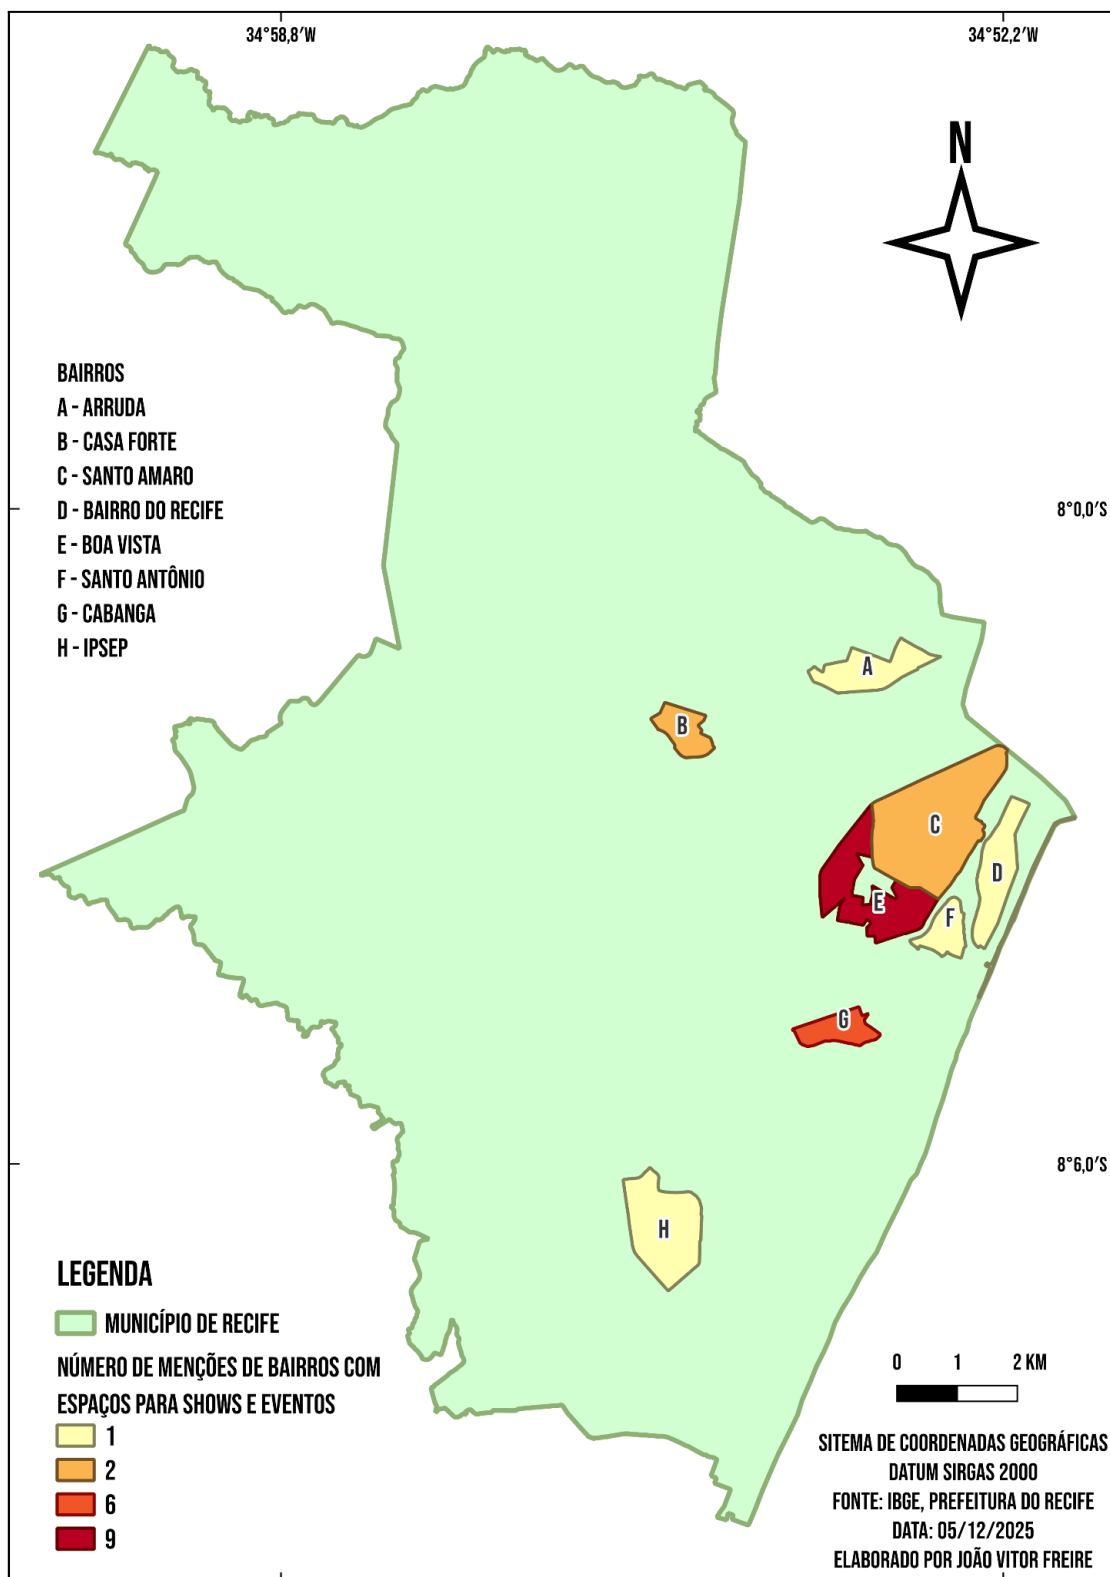 34°58,8'W
34°52,2'W
N
BAIRROS
A - ARRUDA
B - CASA FORTE
C - SANTO AMARO
D - BAIRRO DO RECIFE
E - BOA VISTA
F - SANTO ANTÔNIO
G - CABANGA
H - IPSEP
8°0,0'S
A
B
C
D
E
F
G
8°6,0'S
H
LEGENDA
MUNICÍPIO DE RECIFE
NÚMERO DE MENÇÕES DE BAIRROS COM
ESPAÇOS PARA SHOWS E EVENTOS
1
2
6
9
0 1 2 KM
SITEMA DE COORDENADAS GEOGRÁFICAS
DATUM SIRGAS 2000
FONTE: IBGE, PREFEITURA DO RECIFE
DATA: 05/12/2025
ELABORADO POR JOÃO VITOR FREIRE